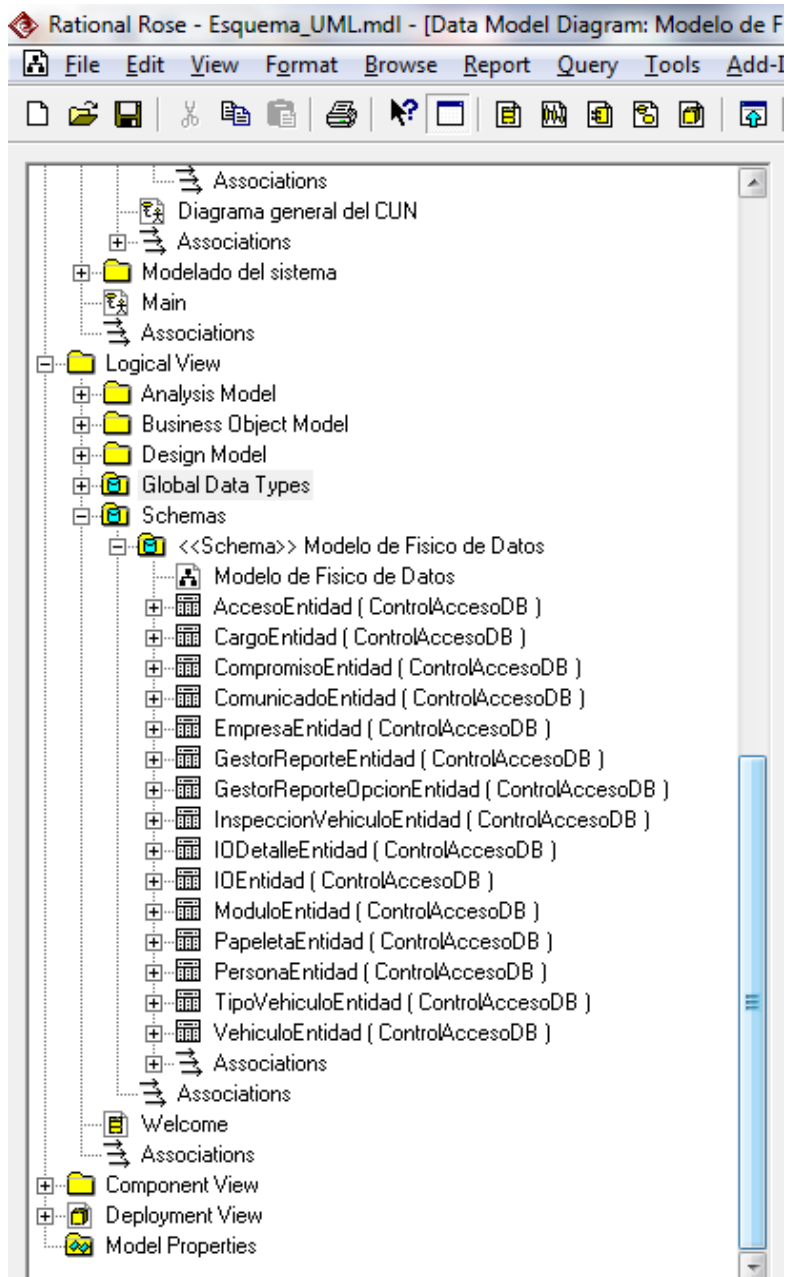 Rational Rose - Esquema_UML.mdl - [Data Model Diagram: Modelo de F
File Edit View Format Browse Report Query Tools Add-I
Associations
Diagrama general del CUN
Associations
Modelado del sistema
Main
Associations
Logical View
Analysis Model
Business Object Model
Design Model
Global Data Types
Schemas
<<Schema>> Modelo de Fisico de Datos
Modelo de Fisico de Datos
AccesoEntidad ( ControlAccesoDB )
CargoEntidad ( ControlAccesoDB )
CompromisoEntidad ( ControlAccesoDB )
ComunicadoEntidad ( ControlAccesoDB )
EmpresaEntidad ( ControlAccesoDB )
GestorReporteEntidad ( ControlAccesoDB )
GestorReporteOpcionEntidad ( ControlAccesoDB )
InspeccionVehiculoEntidad ( ControlAccesoDB )
IODetalleEntidad ( ControlAccesoDB )
IOEntidad ( ControlAccesoDB )
ModuloEntidad ( ControlAccesoDB )
PapeletaEntidad ( ControlAccesoDB )
PersonaEntidad ( ControlAccesoDB )
TipoVehiculoEntidad ( ControlAccesoDB )
VehiculoEntidad ( ControlAccesoDB )
Associations
Associations
Welcome
Associations
Component View
Deployment View
Model Properties